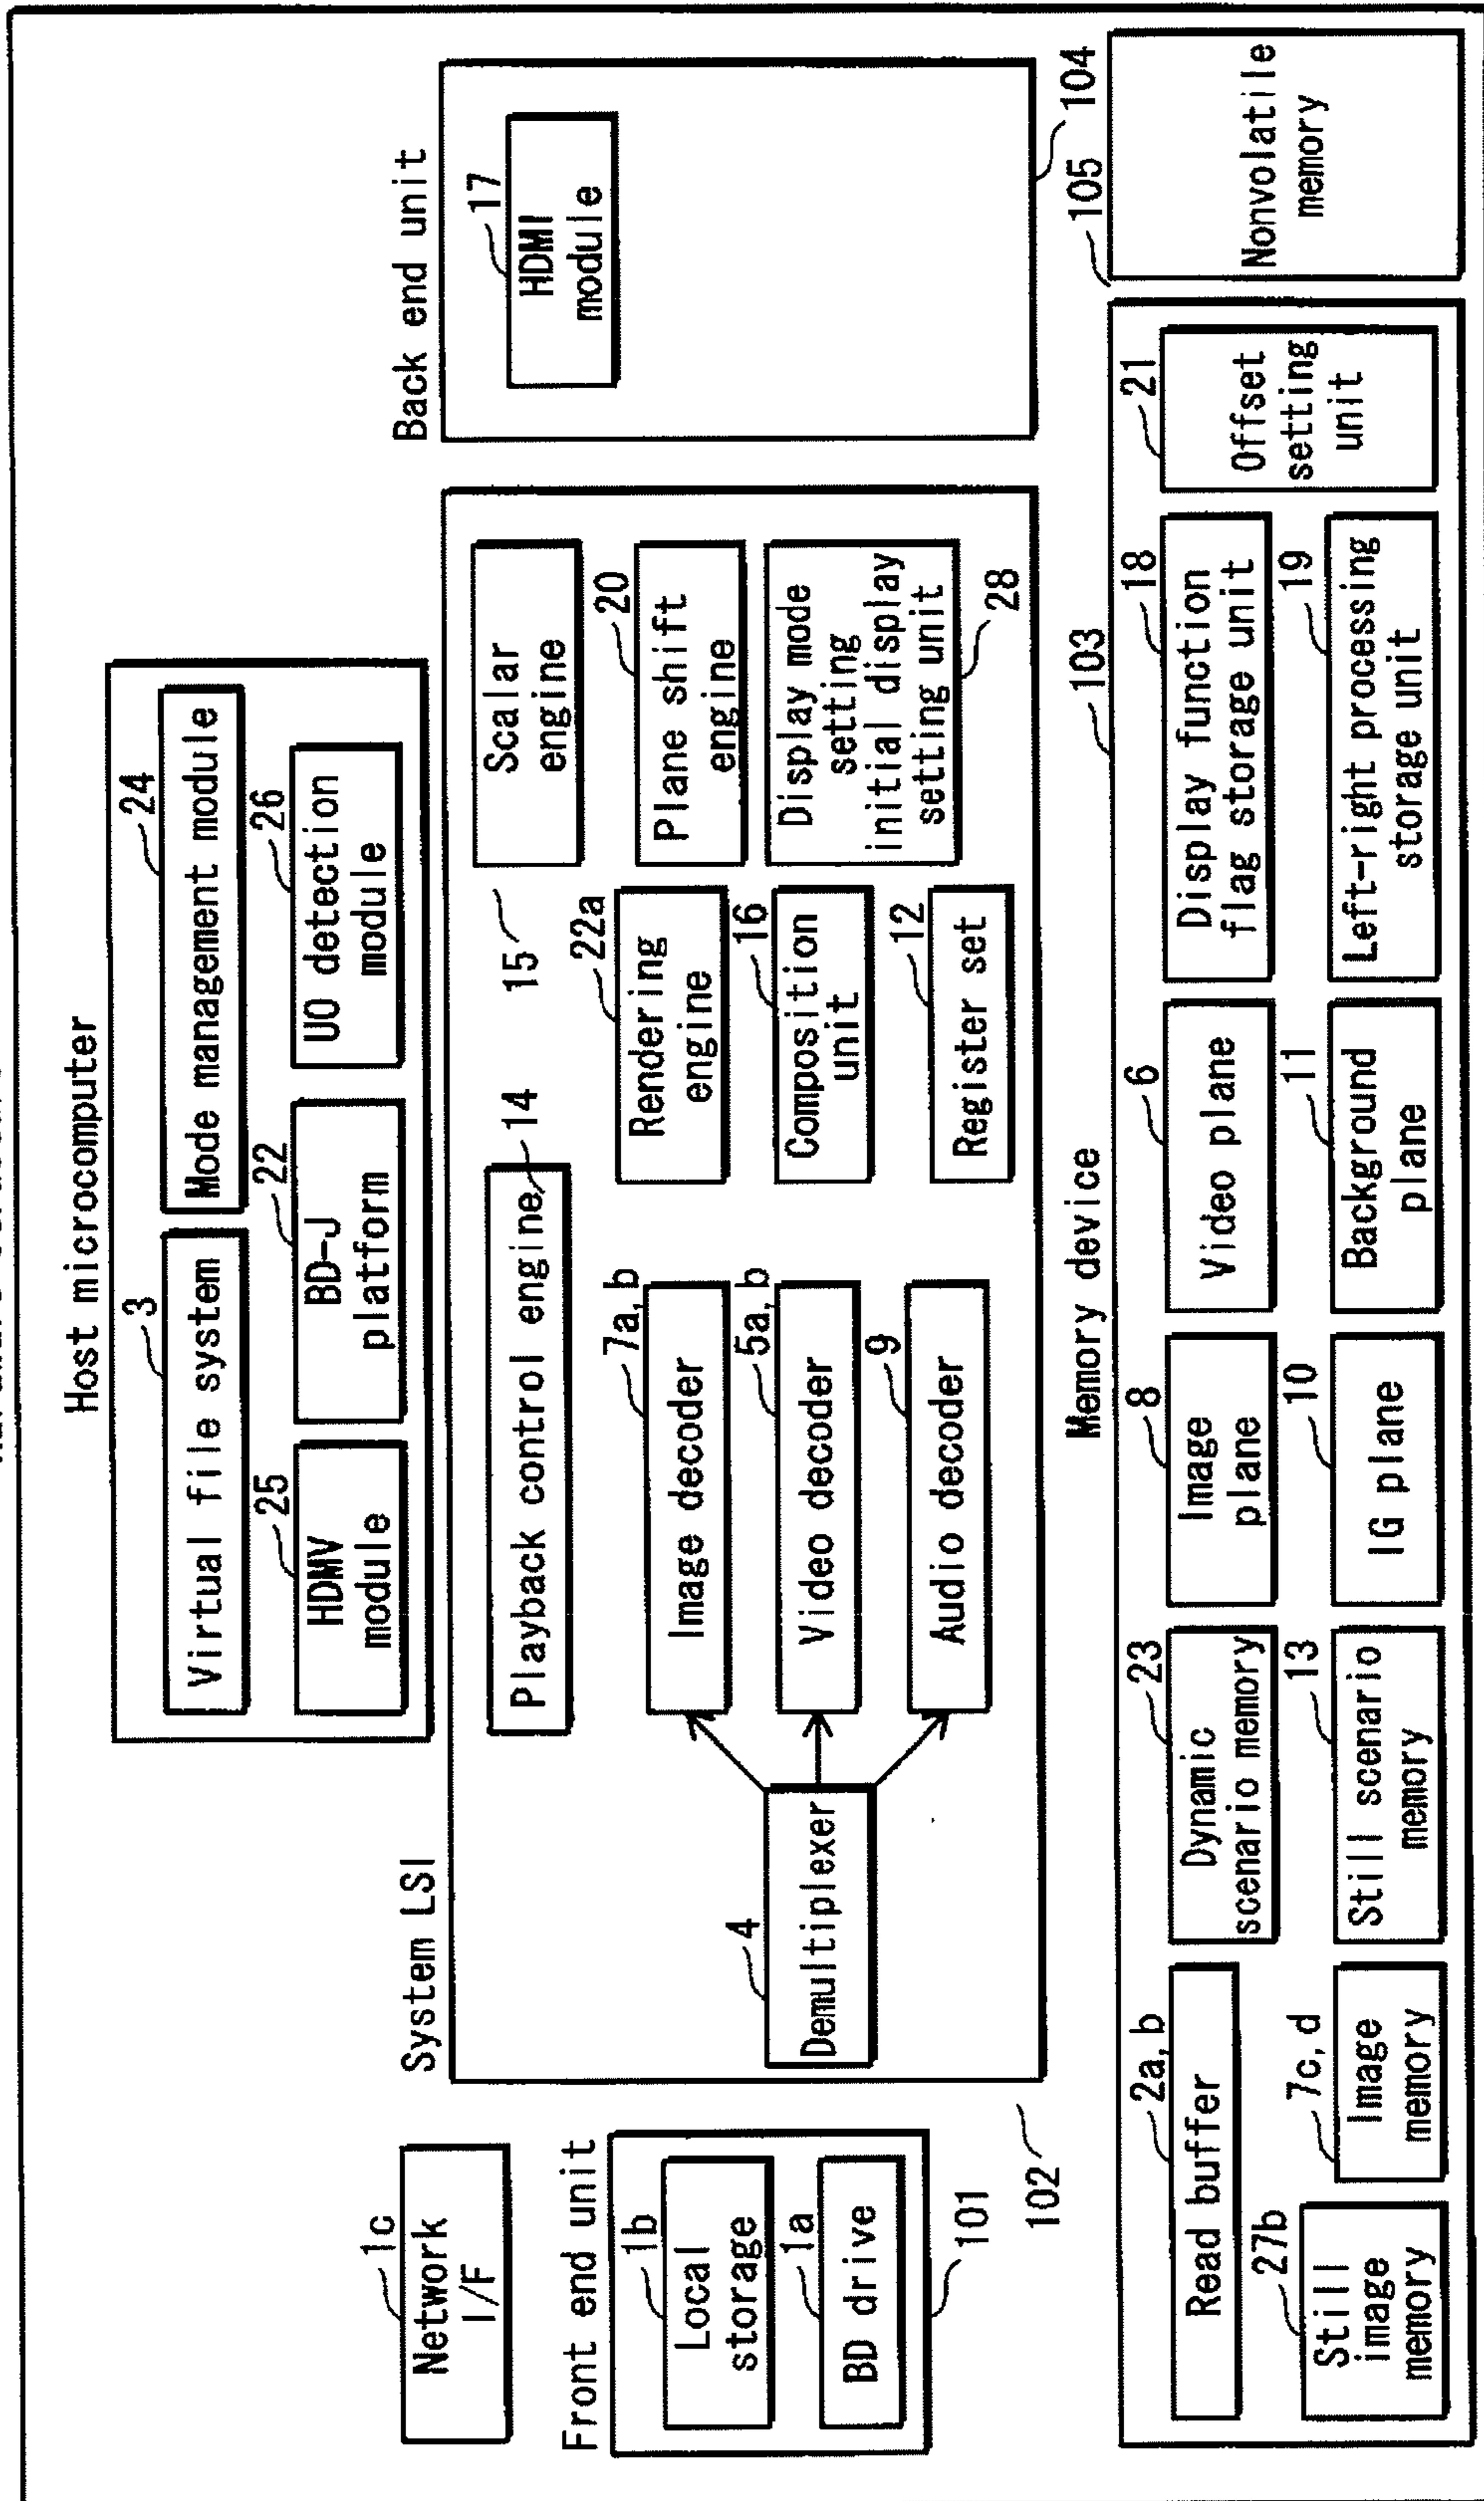 Host microcomputer
3
Virtual file system
24
Mode management module
25
HDMV
module
22
BD-J
platform
26
UO detection
module
1c
Network
I/F
Front end unit
1b
Local
storage
1a
BD drive
101
System LSI
102
Playback control engine
14
4
Demultiplexer
7a, b
Image decoder
5a, b
Video decoder
9
Audio decoder
15
22a
Rendering
engine
16
Composition
unit
12
Register set
Scalar
engine
20
Plane shift
engine
Display mode
setting
initial display
setting unit
28
Back end unit
17
HDMI
module
104
Memory device
103
2a, b
Read buffer
27b
Still
image
memory
7c, d
Image
memory
23
Dynamic
scenario memory
13
Still scenario
memory
8
Image
plane
10
IG plane
6
Video plane
11
Background
plane
18
Display function
flag storage unit
19
Left-right processing
storage unit
21
Offset
setting
unit
105
Nonvolatile
memory